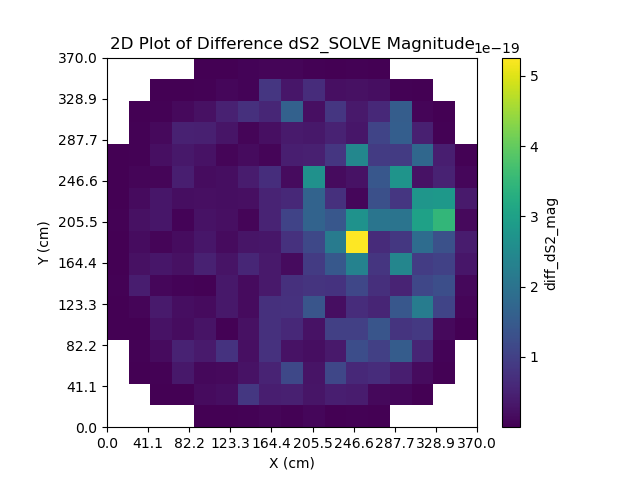 2D Plot of Difference dS2_SOLVE Magnitude
1e−19
370.0
328.9
287.7
246.6
205.5
164.4
123.3
82.2
41.1
0.0
Y (cm)
0.0 41.1 82.2 123.3 164.4 205.5 246.6 287.7 328.9 370.0
X (cm)
5
4
3
2
1
diff_dS2_mag